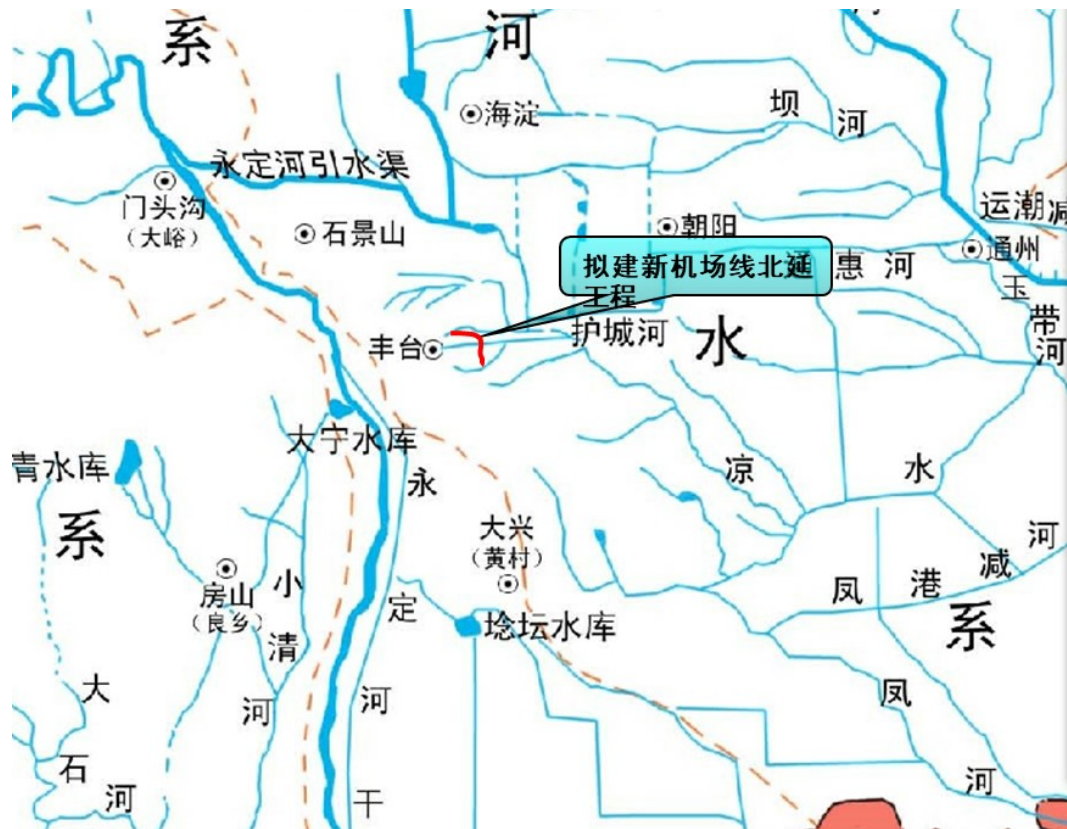 系
河
海淀
坝
河
永定河引水渠
门头沟
（大峪）
石景山
朝阳
运潮减
通州
拟建新机场线北延
工程
通
惠
河
玉
带
河
丰台
护城河
水
大宁水库
青水库
永
凉
水
系
大兴
（黄村）
河
减
港
凤
房山
（良乡）
小
清
河
定
埝坛水库
系
大
石
河
河
凤
河
干